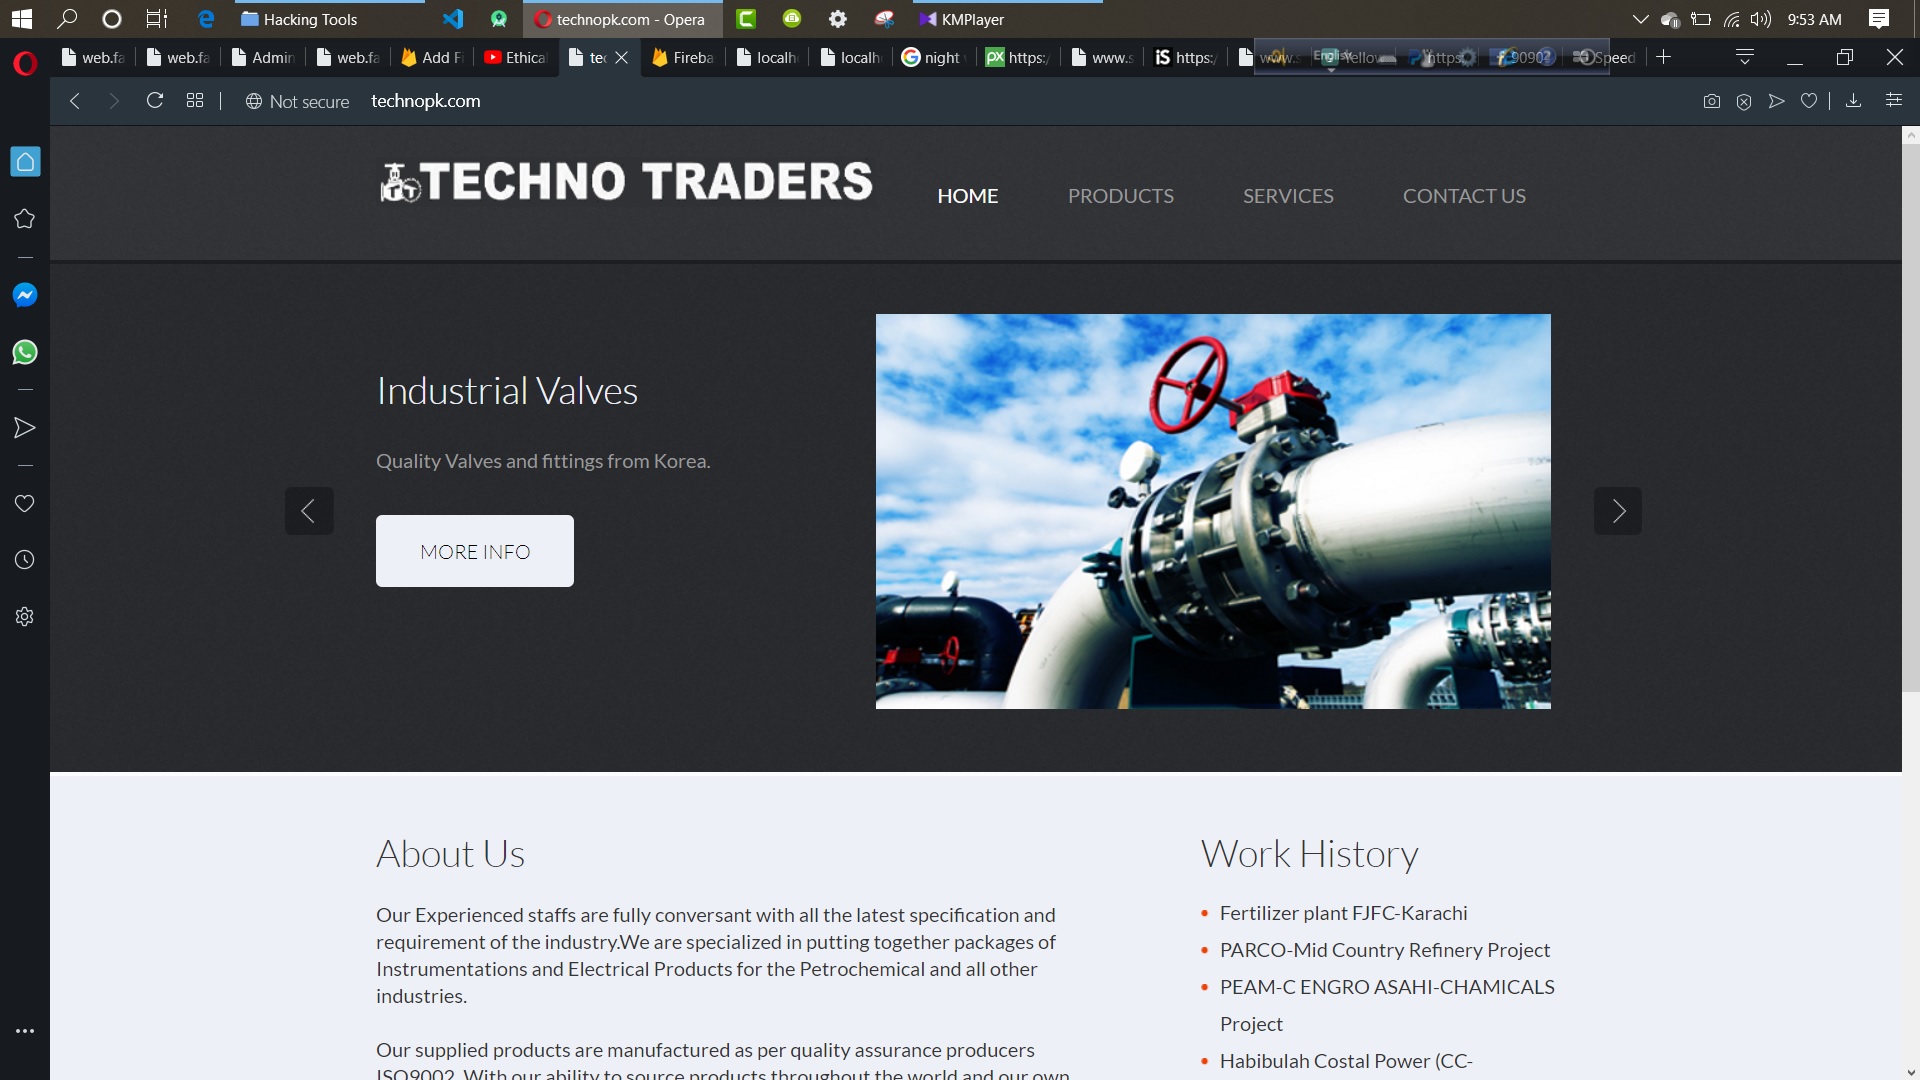 Hacking Tools
technopk.com - Opera
KMPlayer
9:53 AM
web.fa
web.fa
Admin
web.fa
Add Fi
Ethical
te
Fireba
localh
localh
night
https:/
www.s
https:/
www.s
English
Yellow
https:
9090
Speed
Not secure
technopk.com
TECHNO TRADERS
HOME
PRODUCTS
SERVICES
CONTACT US
Industrial Valves
Quality Valves and fittings from Korea.
MORE INFO
About Us
Our Experienced staffs are fully conversant with all the latest specification and
requirement of the industry.We are specialized in putting together packages of
Instrumentations and Electrical Products for the Petrochemical and all other
industries.
Our supplied products are manufactured as per quality assurance producers
ISO9002. With our ability to source products throughout the world and our own
Work History
Fertilizer plant FJFC-Karachi
PARCO-Mid Country Refinery Project
PEAM-C ENGRO ASAHI-CHAMICALS
Project
Habibulah Costal Power (CC-